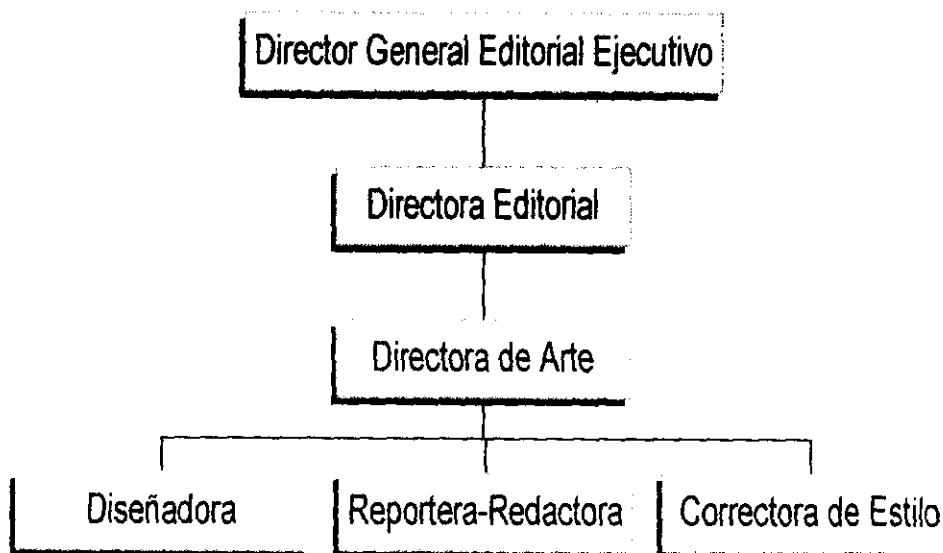 Director General Editorial Ejecutivo
Directora Editorial
Directora de Arte
Diseñadora
Reportera-Redactora
Correctora de Estilo